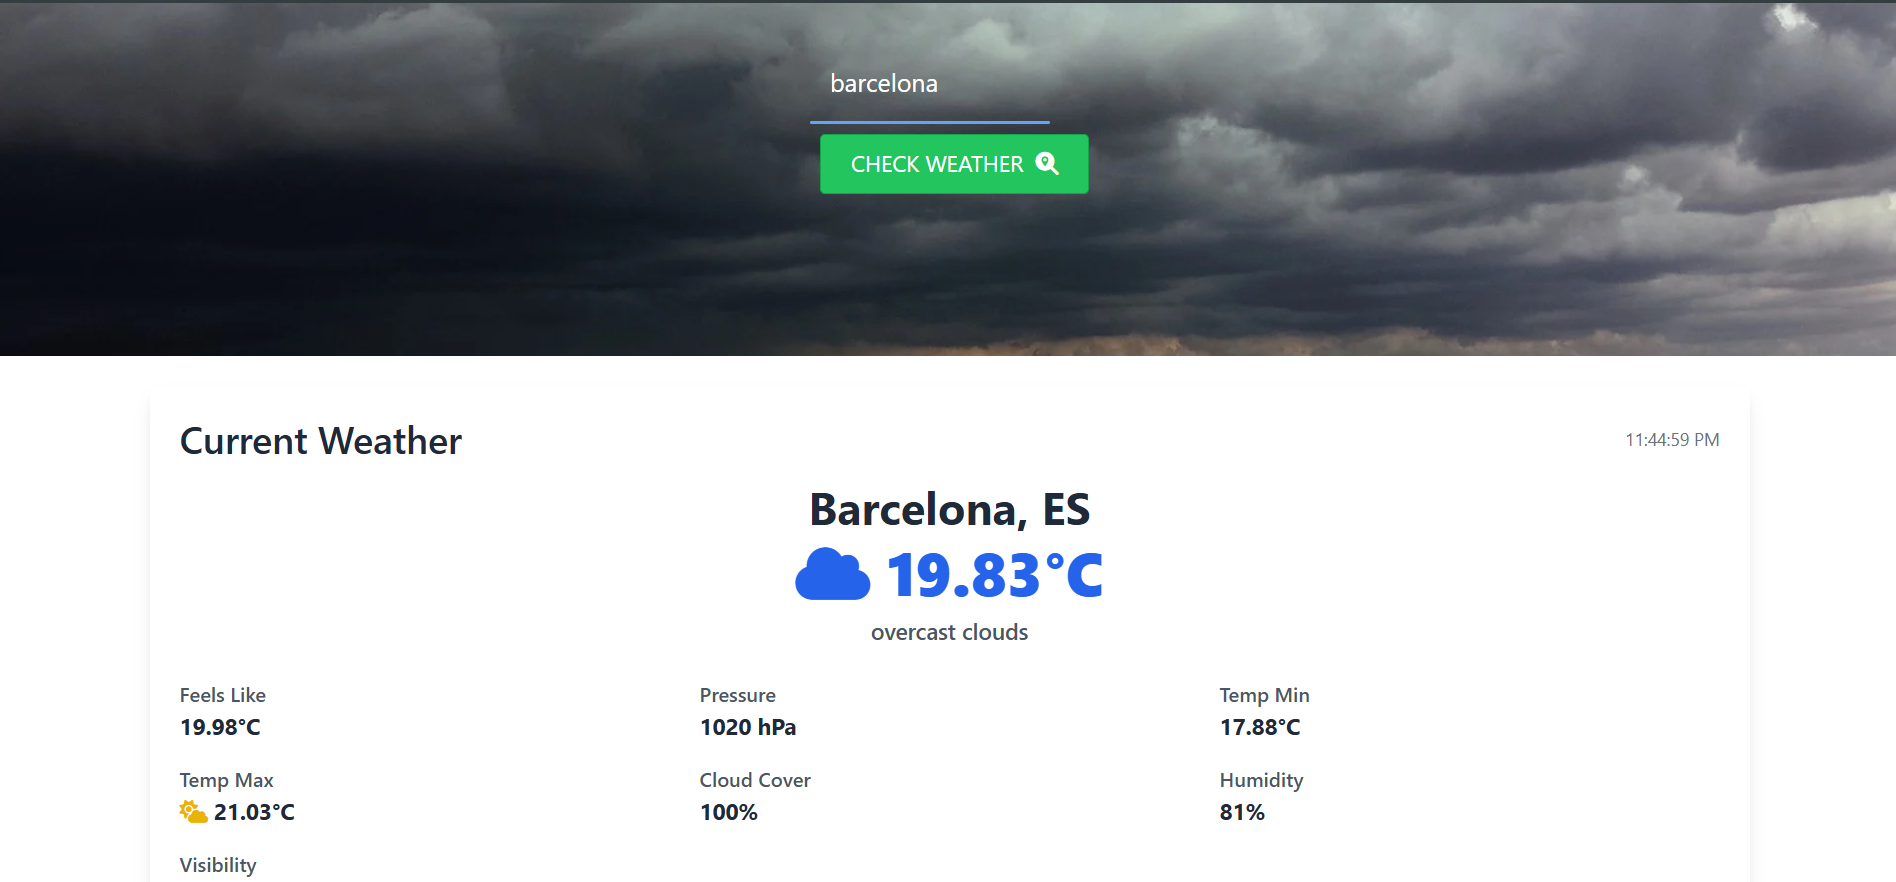 barcelona
CHECK WEATHER
Current Weather
11:44:59 PM
Barcelona, ES
19.83°C
overcast clouds
Feels Like
19.98°C
Pressure
1020 hPa
Temp Min
17.88°C
Temp Max
21.03°C
Cloud Cover
100%
Humidity
81%
Visibility